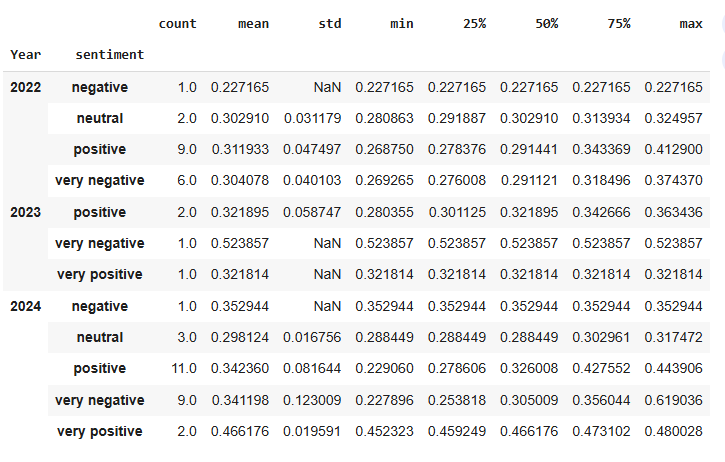 count mean std min 25% 50% 75% max
Year sentiment
2022 negative 1.0 0.227165 NaN 0.227165 0.227165 0.227165 0.227165 0.227165
neutral 2.0 0.302910 0.031179 0.280863 0.291887 0.302910 0.313934 0.324957
positive 9.0 0.311933 0.047497 0.268750 0.278376 0.291441 0.343369 0.412900
very negative 6.0 0.304078 0.040103 0.269265 0.276008 0.291121 0.318496 0.374370
2023 positive 2.0 0.321895 0.058747 0.280355 0.301125 0.321895 0.342666 0.363436
very negative 1.0 0.523857 NaN 0.523857 0.523857 0.523857 0.523857 0.523857
very positive 1.0 0.321814 NaN 0.321814 0.321814 0.321814 0.321814 0.321814
2024 negative 1.0 0.352944 NaN 0.352944 0.352944 0.352944 0.352944 0.352944
neutral 3.0 0.298124 0.016756 0.288449 0.288449 0.288449 0.302961 0.317472
positive 11.0 0.342360 0.081644 0.229060 0.278606 0.326008 0.427552 0.443906
very negative 9.0 0.341198 0.123009 0.227896 0.253818 0.305009 0.356044 0.619036
very positive 2.0 0.466176 0.019591 0.452323 0.459249 0.466176 0.473102 0.480028